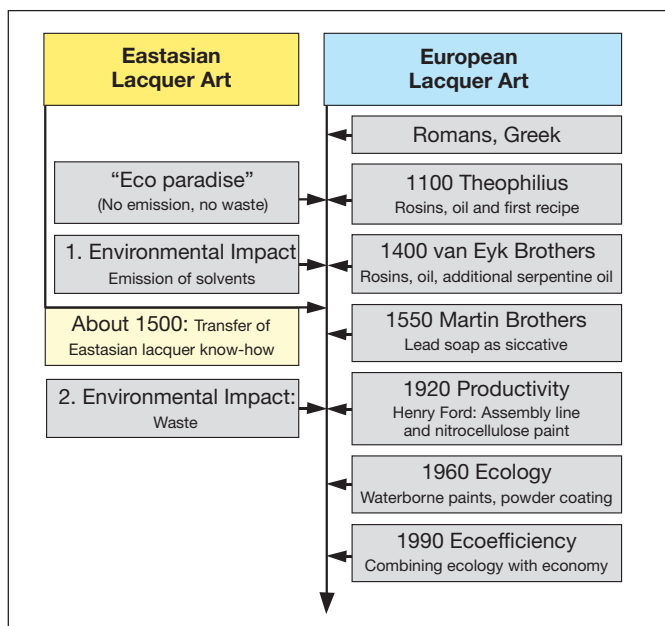 Eastasian
Lacquer Art
European
Lacquer Art
Romans, Greek
“Eco paradise”
(No emission, no waste)
1100 Theophilius
Rosins, oil and first recipe
1. Environmental Impact
Emission of solvents
1400 van Eyk Brothers
Rosins, oil, additional serpentine oil
About 1500: Transfer of
Eastasian lacquer know-how
1550 Martin Brothers
Lead soap as siccative
2. Environmental Impact:
Waste
1920 Productivity
Henry Ford: Assembly line
and nitrocellulose paint
1960 Ecology
Waterborne paints, powder coating
1990 Ecoefficiency
Combining ecology with economy